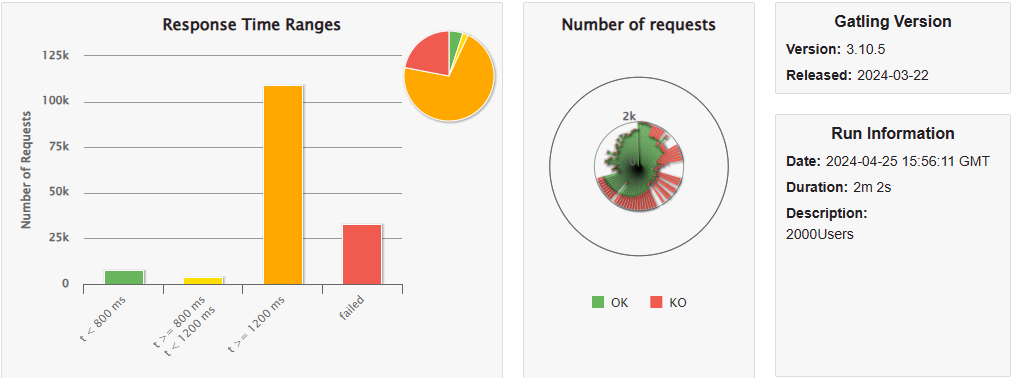 Response Time Ranges
125k
100k
75k
50k
25k
0
Number of Requests
t < 800 ms
t >= 800 ms
t < 1200 ms
t >= 1200 ms
failed
Number of requests
2k
OK
KO
Gatling Version
Version: 3.10.5
Released: 2024-03-22
Run Information
Date: 2024-04-25 15:56:11 GMT
Duration: 2m 2s
Description:
2000Users